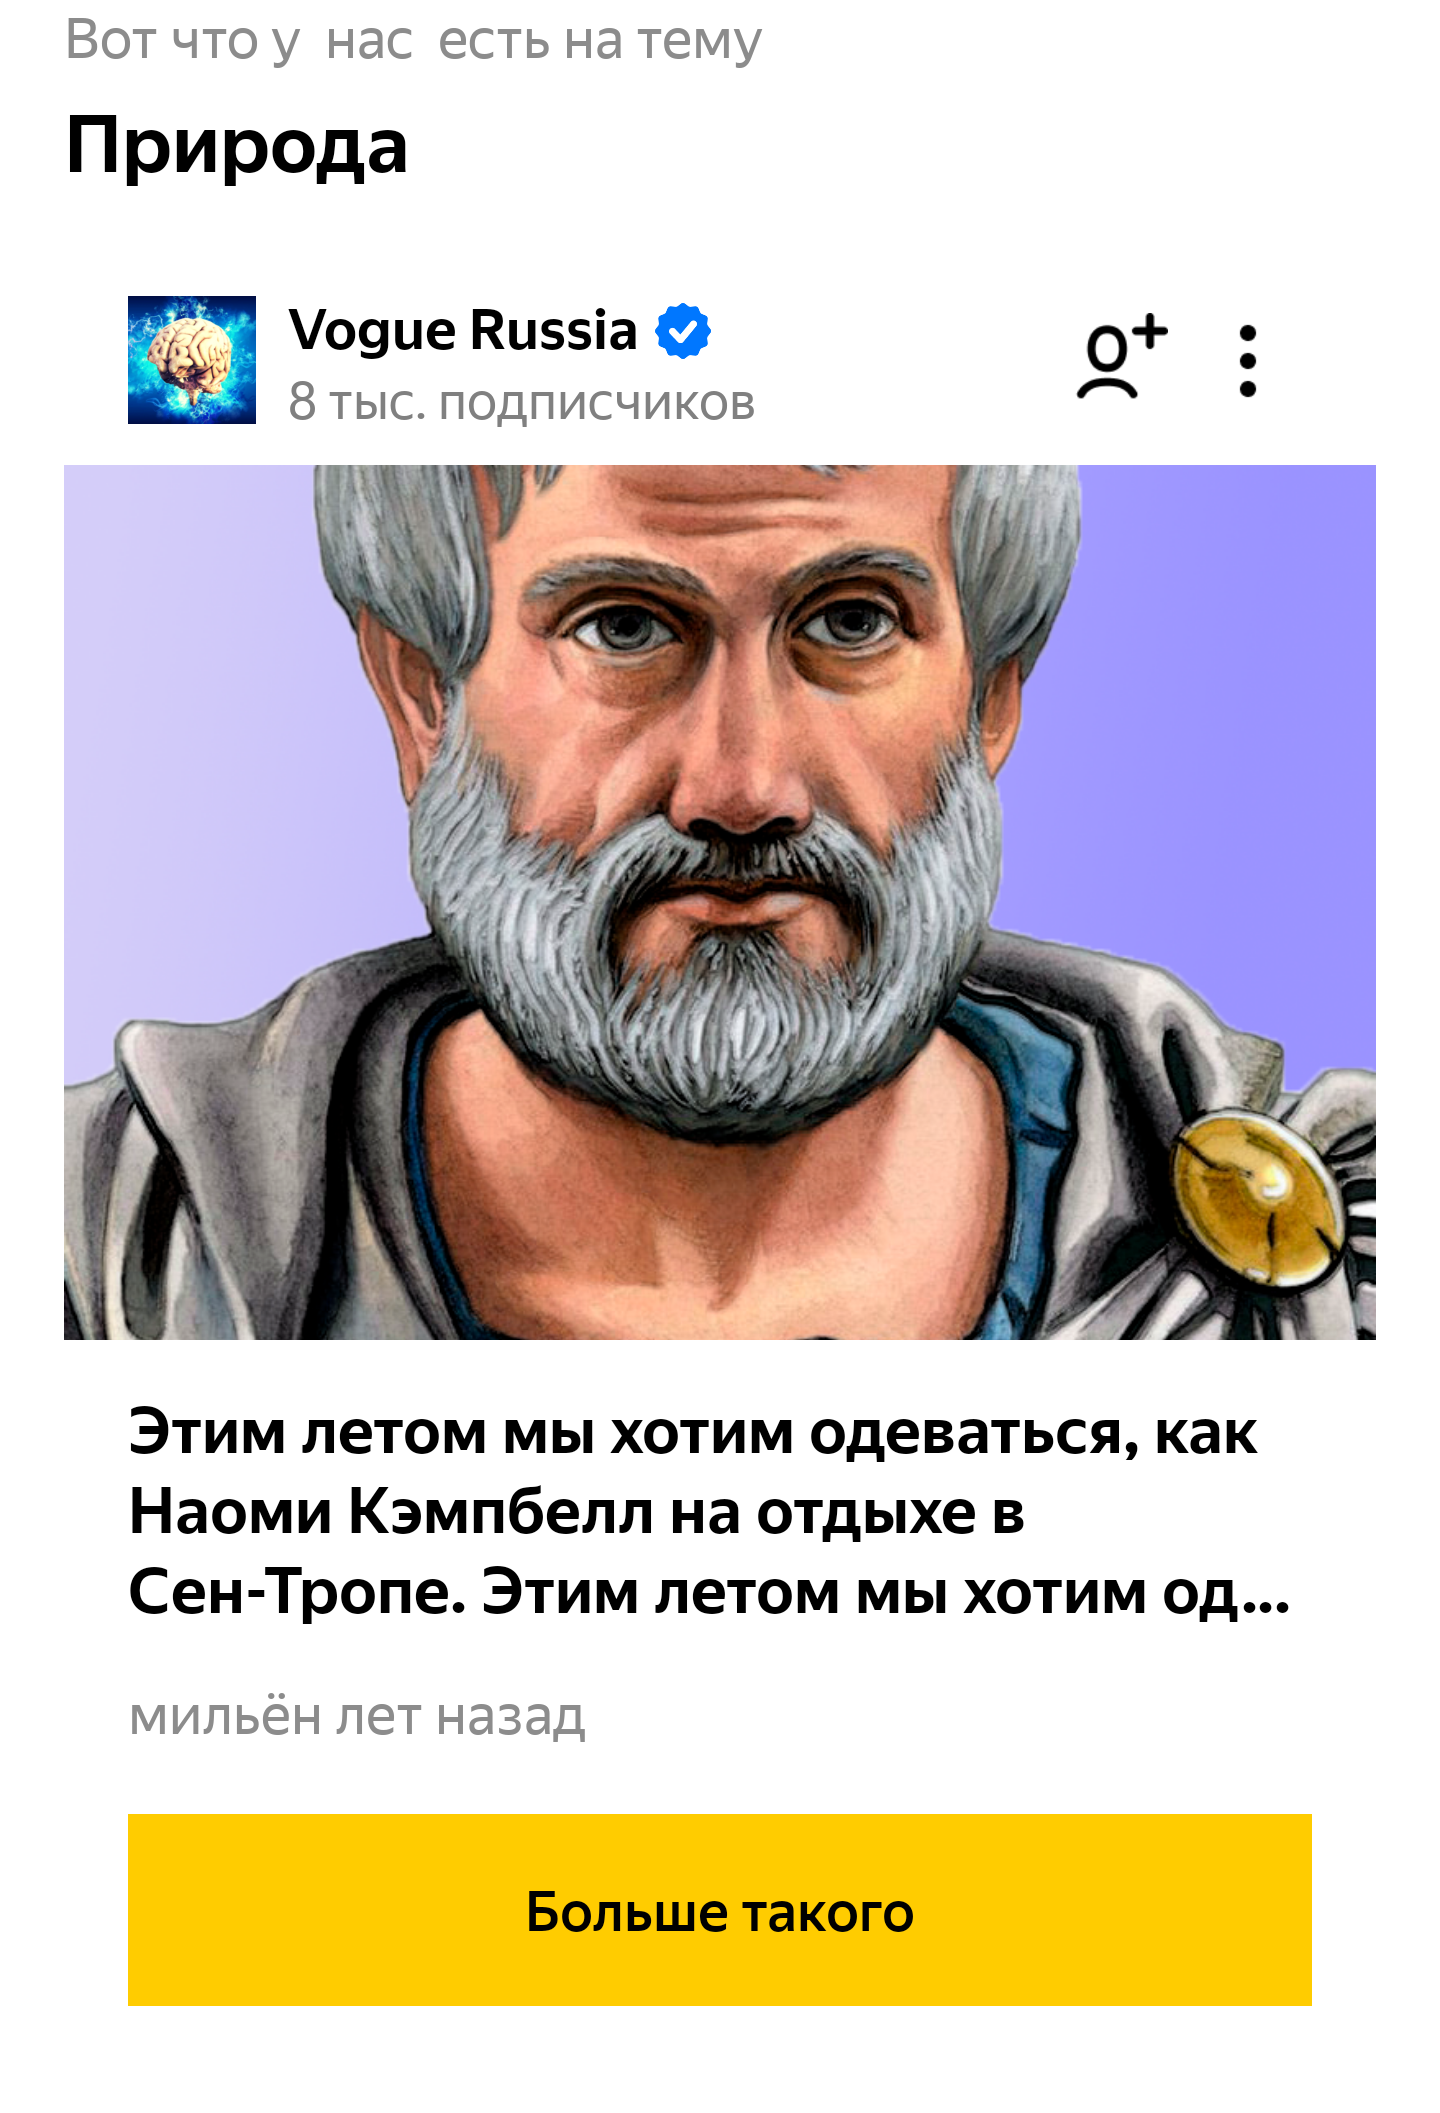 Вот что у нас есть на тему
Природа
Vogue Russia
8 тыс. подписчиков
Этим летом мы хотим одеваться, как
Наоми Кэмпбелл на отдыхе в
Сен-Тропе. Этим летом мы хотим од...
мильён лет назад
Больше такого